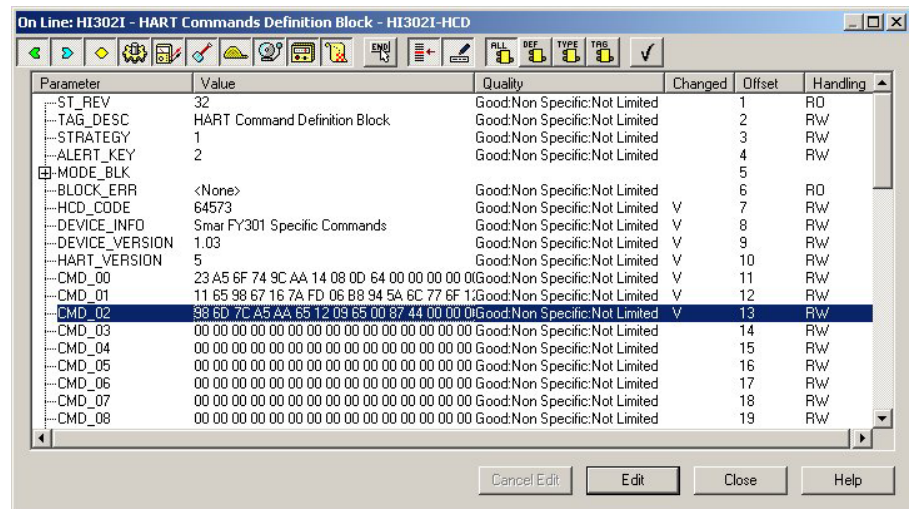 On Line: HI302I - HART Commands Definition Block - HI302I-HCD
END ALL DEF TYPE TAG
Parameter Value Quality Changed Offset Handling
ST_REV 32 Good:Non Specific:Not Limited 1 RO
TAG_DESC HART Command Definition Block Good:Non Specific:Not Limited 2 RW
STRATEGY 1 Good:Non Specific:Not Limited 3 RW
ALERT_KEY 2 Good:Non Specific:Not Limited 4 RW
MODE_BLK 5
BLOCK_ERR <None> Good:Non Specific:Not Limited 6 RO
HCD_CODE 64573 Good:Non Specific:Not Limited V 7 RW
DEVICE_INFO Smar FY301 Specific Commands Good:Non Specific:Not Limited V 8 RW
DEVICE_VERSION 1.03 Good:Non Specific:Not Limited V 9 RW
HART_VERSION 5 Good:Non Specific:Not Limited V 10 RW
CMD_00 23 A5 6F 74 9C AA 14 08 0D 64 00 00 00 00 0(Good:Non Specific:Not Limited V 11 RW
CMD_01 11 65 98 67 16 7A FD 06 B8 94 5A 6C 77 6F 1:Good:Non Specific:Not Limited V 12 RW
CMD_02 98 6D 7C A5 AA 65 12 09 65 00 87 44 00 00 0(Good:Non Specific:Not Limited V 13 RW
CMD_03 00 00 00 00 00 00 00 00 00 00 00 00 00 00 00 Good:Non Specific:Not Limited 14 RW
CMD_04 00 00 00 00 00 00 00 00 00 00 00 00 00 00 00 Good:Non Specific:Not Limited 15 RW
CMD_05 00 00 00 00 00 00 00 00 00 00 00 00 00 00 00 Good:Non Specific:Not Limited 16 RW
CMD_06 00 00 00 00 00 00 00 00 00 00 00 00 00 00 00 Good:Non Specific:Not Limited 17 RW
CMD_07 00 00 00 00 00 00 00 00 00 00 00 00 00 00 00 Good:Non Specific:Not Limited 18 RW
CMD_08 00 00 00 00 00 00 00 00 00 00 00 00 00 00 00 Good:Non Specific:Not Limited 19 RW
Cancel Edit Edit Close Help